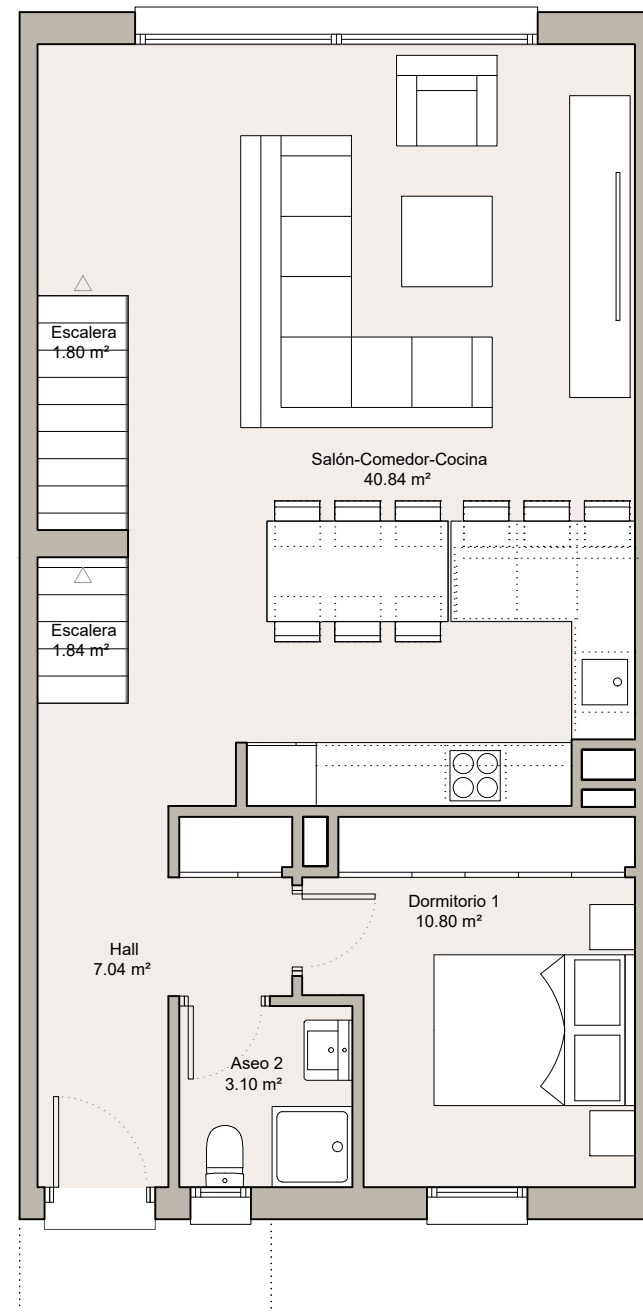 Escalera
1.80 m²
Salón-Comedor-Cocina
40.84 m²
Escalera
1.84 m²
Dormitorio 1
10.80 m²
Hall
7.04 m²
Aseo 2
3.10 m²